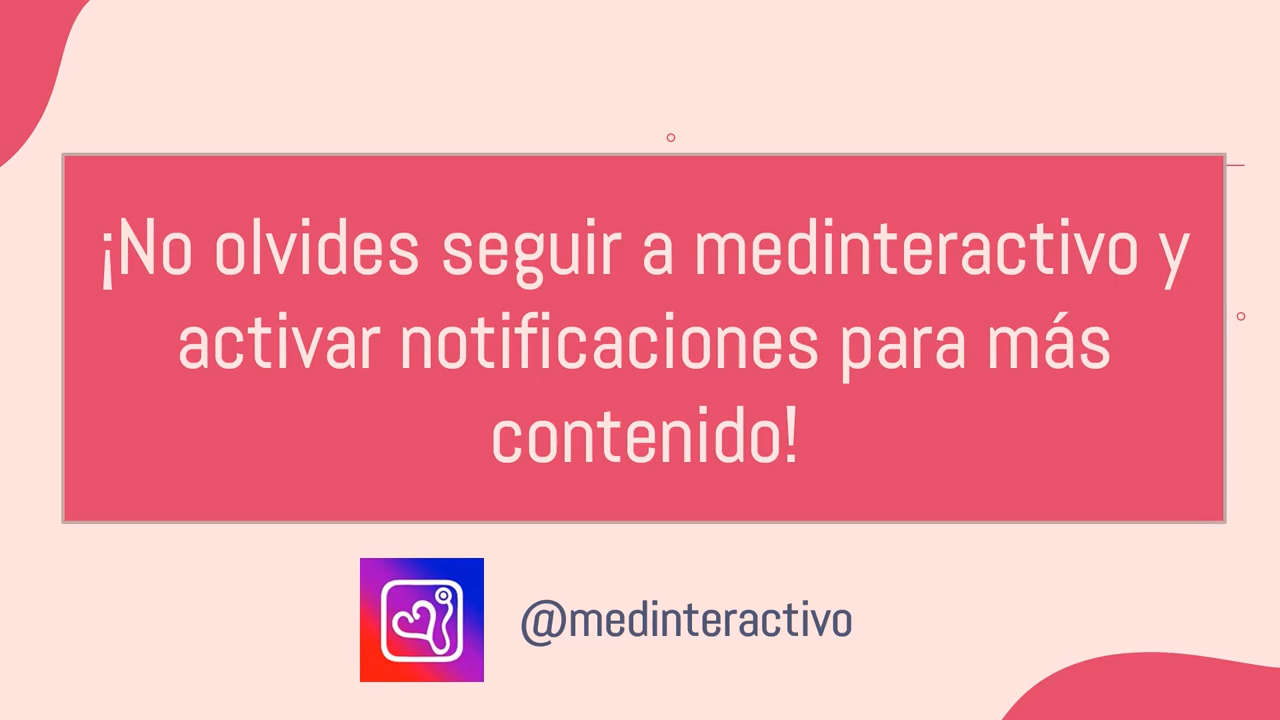 ¡No olvides seguir a medinteractivo y
activar notificaciones para más
contenido!
@medinteractivo